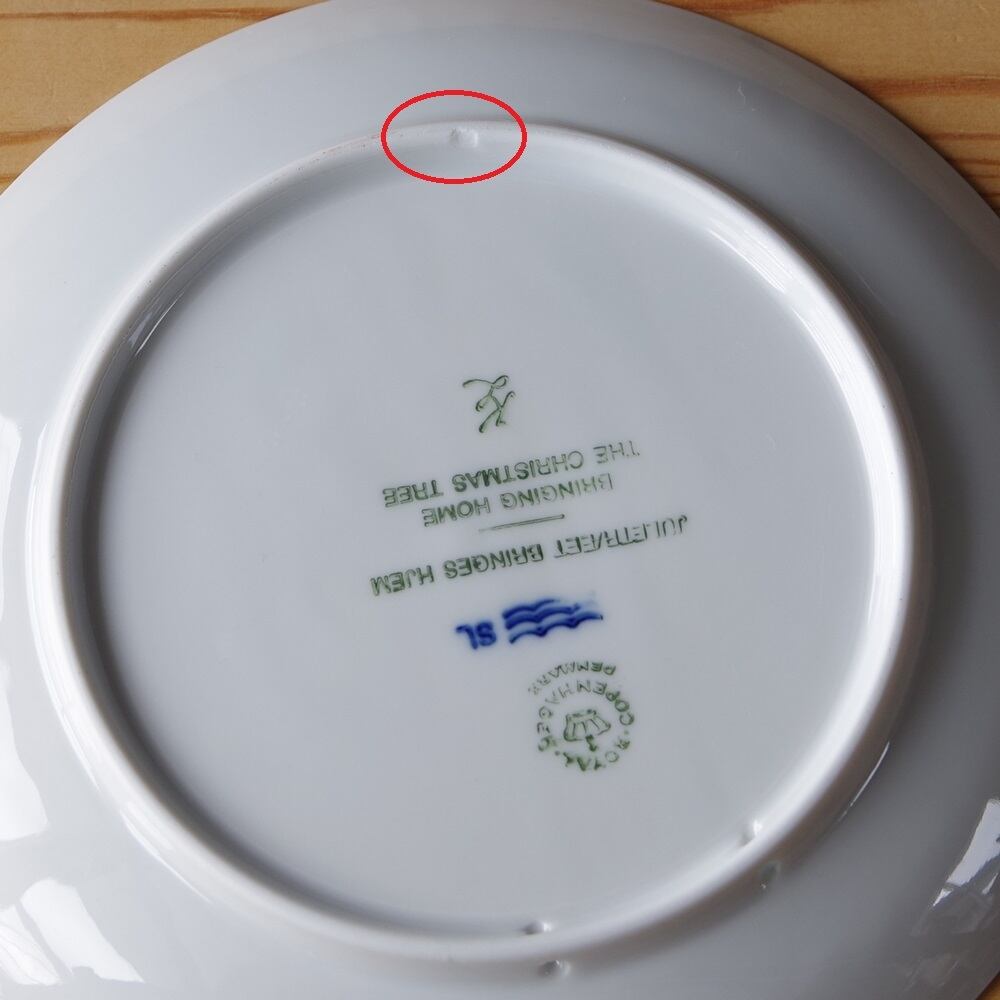 ROYAL COPENHAGEN
DENMARK
SL
JULETRÆET BRINGES HJEM
BRINGING HOME
THE CHRISTMAS TREE